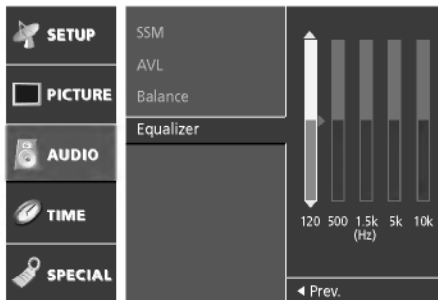 SETUP
PICTURE
AUDIO
TIME
SPECIAL
SSM
AVL
Balance
Equalizer
120 500 1.5k 5k 10k
(Hz)
◀ Prev.